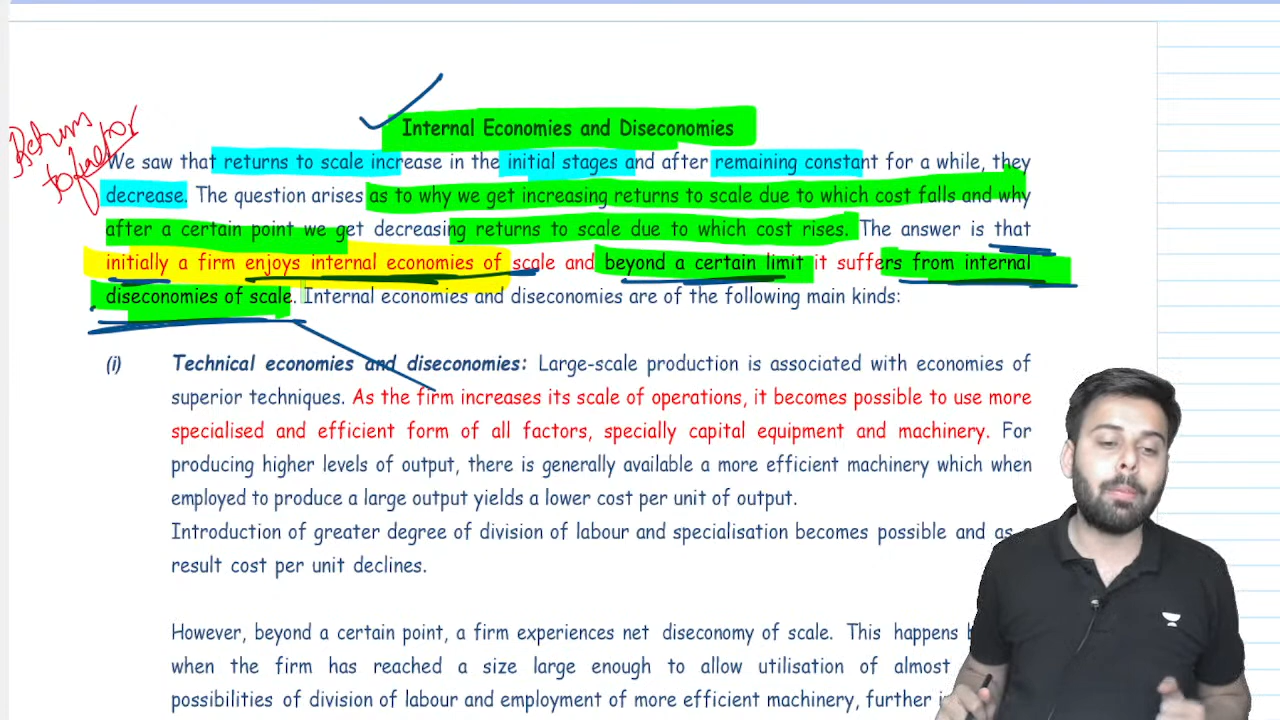 Internal Economies and Diseconomies
Return
to factor
We saw that returns to scale increase in the initial stages and after remaining constant for a while, they
decrease. The question arises as to why we get increasing returns to scale due to which cost falls and why
after a certain point we get decreasing returns to scale due to which cost rises. The answer is that
initially a firm enjoys internal economies of scale and beyond a certain limit it suffers from internal
diseconomies of scale. Internal economies and diseconomies are of the following main kinds:
(i) Technical economies and diseconomies: Large-scale production is associated with economies of
superior techniques. As the firm increases its scale of operations, it becomes possible to use more
specialised and efficient form of all factors, specially capital equipment and machinery. For
producing higher levels of output, there is generally available a more efficient machinery which when
employed to produce a large output yields a lower cost per unit of output.
Introduction of greater degree of division of labour and specialisation becomes possible and as
result cost per unit declines.
However, beyond a certain point, a firm experiences net diseconomy of scale. This happens
when the firm has reached a size large enough to allow utilisation of almost
possibilities of division of labour and employment of more efficient machinery, further